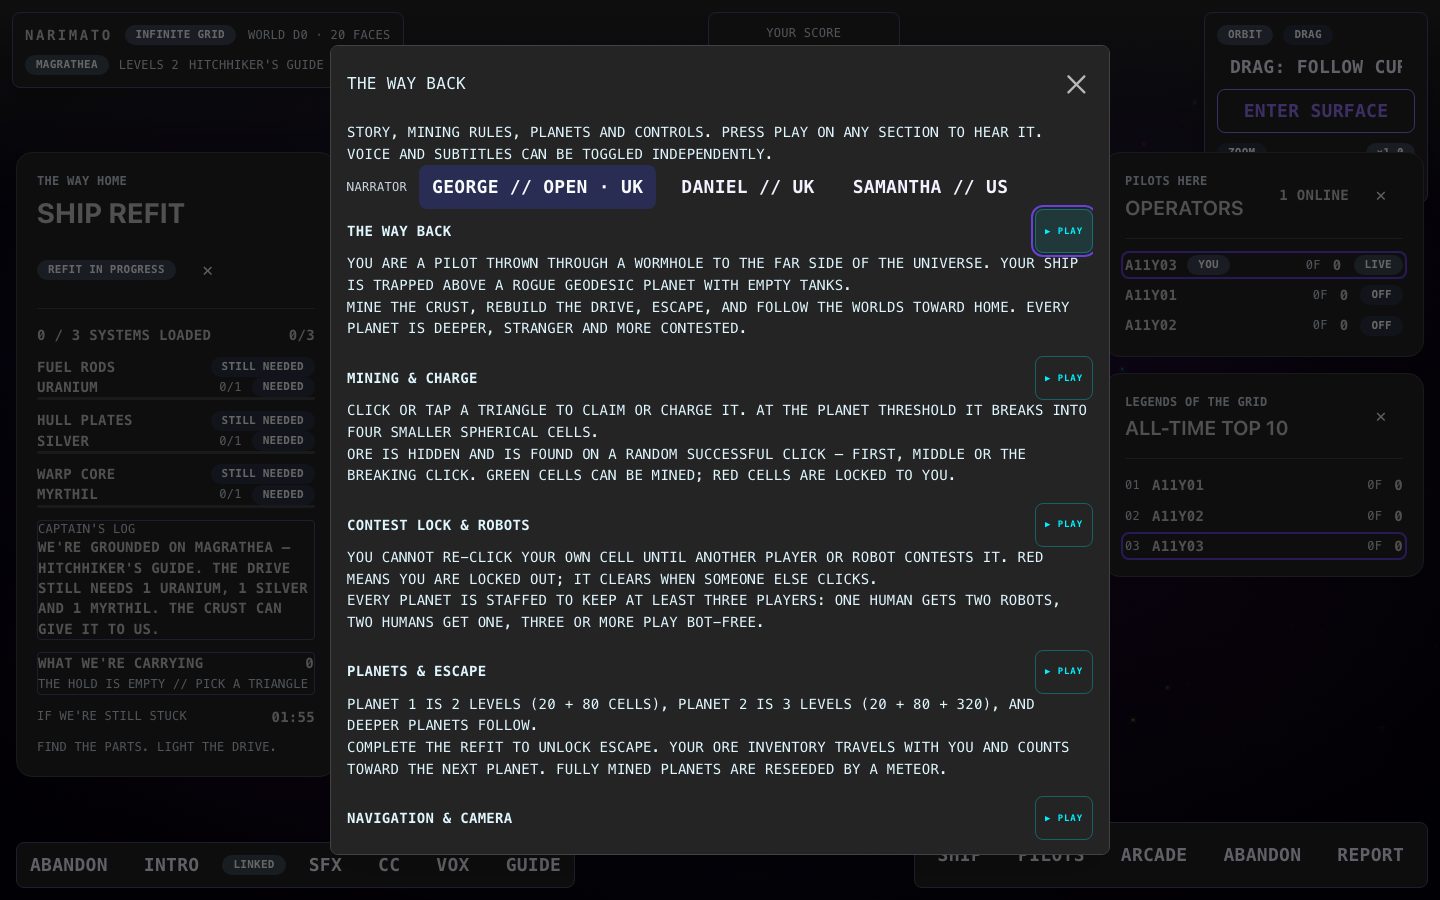 NARIMATO INFINITE GRID WORLD D0 · 20 FACES
MAGRATHEA LEVELS 2 HITCHHIKER'S GUIDE
YOUR SCORE
ORBIT DRAG
DRAG: FOLLOW
ENTER SURFACE
ZOOM ×1.0
THE WAY HOME
SHIP REFIT
REFIT IN PROGRESS ×
0 / 3 SYSTEMS LOADED 0/3
FUEL RODS STILL NEEDED
URANIUM 0/1 NEEDED
HULL PLATES STILL NEEDED
SILVER 0/1 NEEDED
WARP CORE STILL NEEDED
MYRTHIL 0/1 NEEDED
CAPTAIN'S LOG
WE'RE GROUNDED ON MAGRATHEA —
HITCHHIKER'S GUIDE. THE DRIVE
STILL NEEDS 1 URANIUM, 1 SILVER
AND 1 MYRTHIL. THE CRUST CAN
GIVE IT TO US.
WHAT WE'RE CARRYING 0
THE HOLD IS EMPTY // PICK A TRIANGLE
IF WE'RE STILL STUCK 01:55
FIND THE PARTS. LIGHT THE DRIVE.
THE WAY BACK
STORY, MINING RULES, PLANETS AND CONTROLS. PRESS PLAY ON ANY SECTION TO HEAR IT.
VOICE AND SUBTITLES CAN BE TOGGLED INDEPENDENTLY.
NARRATOR GEORGE // OPEN · UK DANIEL // UK SAMANTHA // US
THE WAY BACK ▶ PLAY
YOU ARE A PILOT THROWN THROUGH A WORMHOLE TO THE FAR SIDE OF THE UNIVERSE. YOUR SHIP
IS TRAPPED ABOVE A ROGUE GEODESIC PLANET WITH EMPTY TANKS.
MINE THE CRUST, REBUILD THE DRIVE, ESCAPE, AND FOLLOW THE WORLDS TOWARD HOME. EVERY
PLANET IS DEEPER, STRANGER AND MORE CONTESTED.
MINING & CHARGE ▶ PLAY
CLICK OR TAP A TRIANGLE TO CLAIM OR CHARGE IT. AT THE PLANET THRESHOLD IT BREAKS INTO
FOUR SMALLER SPHERICAL CELLS.
ORE IS HIDDEN AND IS FOUND ON A RANDOM SUCCESSFUL CLICK — FIRST, MIDDLE OR THE
BREAKING CLICK. GREEN CELLS CAN BE MINED; RED CELLS ARE LOCKED TO YOU.
CONTEST LOCK & ROBOTS ▶ PLAY
YOU CANNOT RE-CLICK YOUR OWN CELL UNTIL ANOTHER PLAYER OR ROBOT CONTESTS IT. RED
MEANS YOU ARE LOCKED OUT; IT CLEARS WHEN SOMEONE ELSE CLICKS.
EVERY PLANET IS STAFFED TO KEEP AT LEAST THREE PLAYERS: ONE HUMAN GETS TWO ROBOTS,
TWO HUMANS GET ONE, THREE OR MORE PLAY BOT-FREE.
PLANETS & ESCAPE ▶ PLAY
PLANET 1 IS 2 LEVELS (20 + 80 CELLS), PLANET 2 IS 3 LEVELS (20 + 80 + 320), AND
DEEPER PLANETS FOLLOW.
COMPLETE THE REFIT TO UNLOCK ESCAPE. YOUR ORE INVENTORY TRAVELS WITH YOU AND COUNTS
TOWARD THE NEXT PLANET. FULLY MINED PLANETS ARE RESEEDED BY A METEOR.
NAVIGATION & CAMERA ▶ PLAY
PILOTS HERE
OPERATORS 1 ONLINE ×
A11Y03 YOU 0F 0 LIVE
A11Y01 0F 0 OFF
A11Y02 0F 0 OFF
LEGENDS OF THE GRID
ALL-TIME TOP 10 ×
01 A11Y01 0F 0
02 A11Y02 0F 0
03 A11Y03 0F 0
ABANDON INTRO LINKED SFX CC VOX GUIDE
SHIP PILOTS ARCADE ABANDON REPORT